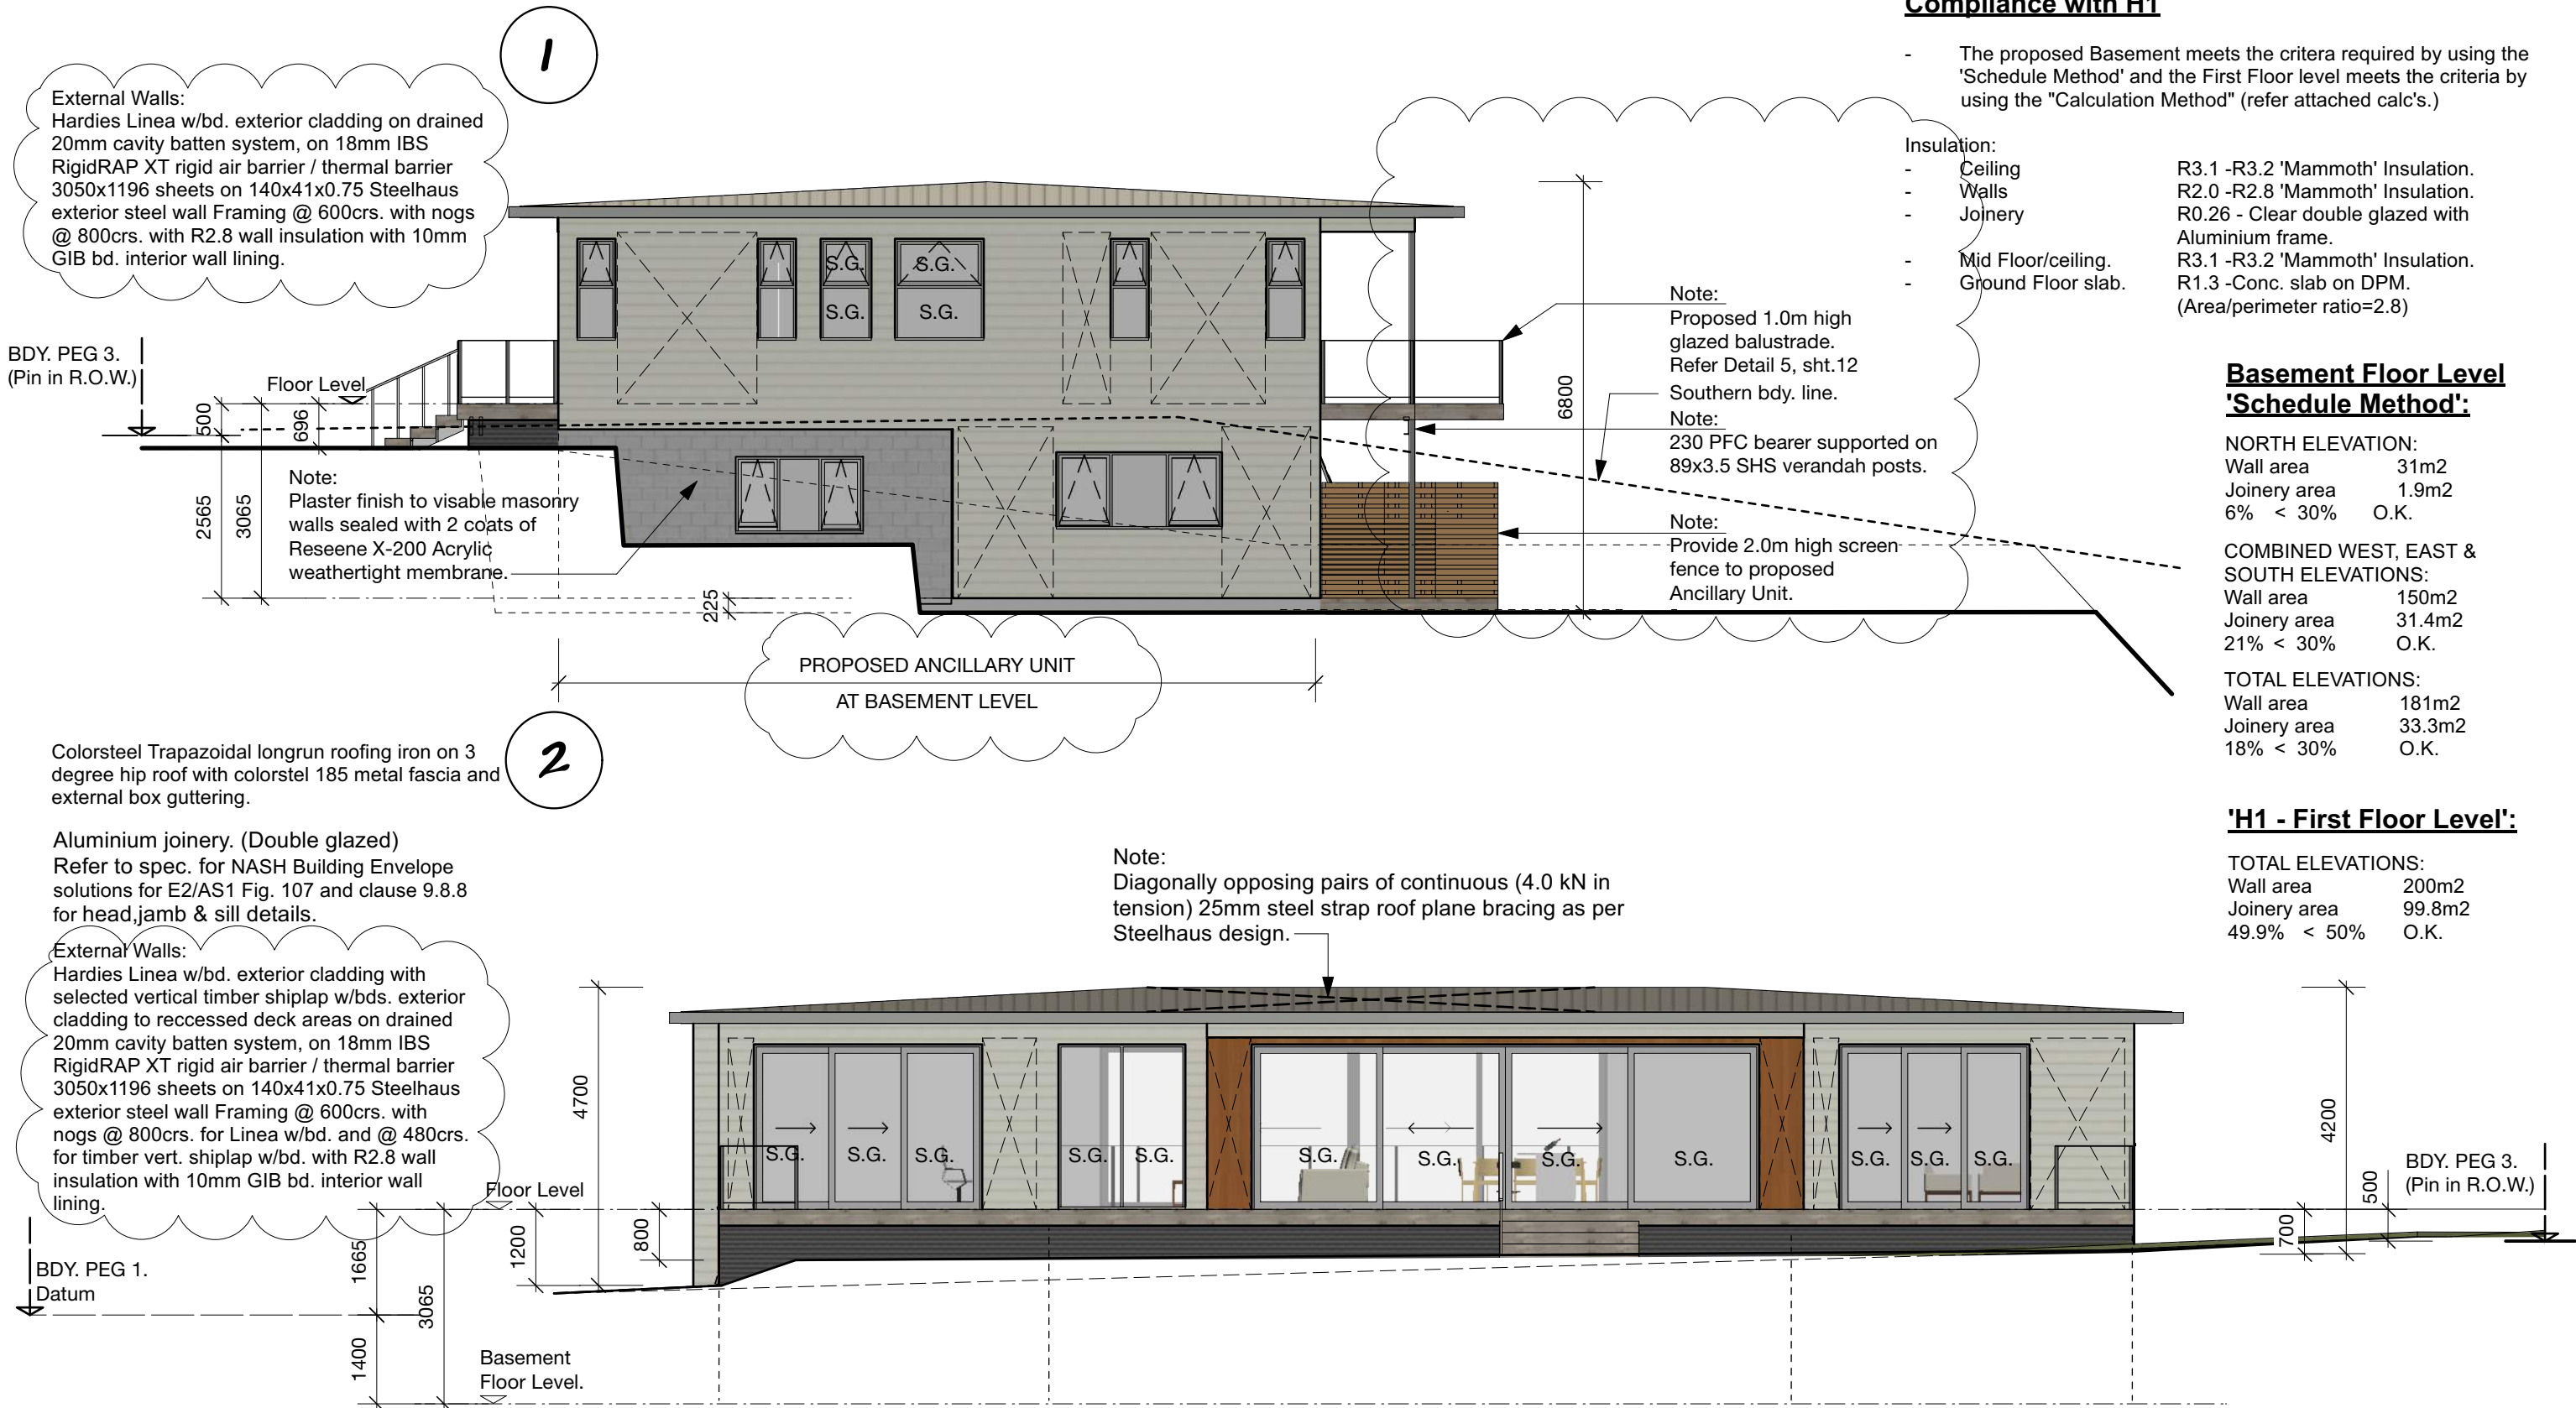 1
External Walls:
Hardies Linea w/bd. exterior cladding on drained
20mm cavity batten system, on 18mm IBS
RigidRAP XT rigid air barrier / thermal barrier
3050x1196 sheets on 140x41x0.75 Steelhaus
exterior steel wall Framing @ 600crs. with nogs
@ 800crs. with R2.8 wall insulation with 10mm
GIB bd. interior wall lining.
BDY. PEG 3.
(Pin in R.O.W.)
Floor Level
500
696
2565
3065
225
Note:
Plaster finish to visable masonry
walls sealed with 2 coats of
Reseene X-200 Acrylic
weathertight membrane.
S.G.
S.G.
S.G.
S.G.
6800
Note:
Proposed 1.0m high
glazed balustrade.
Refer Detail 5, sht.12
Southern bdy. line.
Note:
230 PFC bearer supported on
89x3.5 SHS verandah posts.
Note:
Provide 2.0m high screen
fence to proposed
Ancillary Unit.
PROPOSED ANCILLARY UNIT
AT BASEMENT LEVEL
Compliance with H1
- The proposed Basement meets the critera required by using the
'Schedule Method' and the First Floor level meets the criteria by
using the "Calculation Method" (refer attached calc's.)
Insulation:
- Ceiling R3.1 -R3.2 'Mammoth' Insulation.
- Walls R2.0 -R2.8 'Mammoth' Insulation.
- Joinery R0.26 - Clear double glazed with
Aluminium frame.
- Mid Floor/ceiling. R3.1 -R3.2 'Mammoth' Insulation.
- Ground Floor slab. R1.3 -Conc. slab on DPM.
(Area/perimeter ratio=2.8)
Basement Floor Level
'Schedule Method':
NORTH ELEVATION:
Wall area 31m2
Joinery area 1.9m2
6% < 30% O.K.
COMBINED WEST, EAST &
SOUTH ELEVATIONS:
Wall area 150m2
Joinery area 31.4m2
21% < 30% O.K.
TOTAL ELEVATIONS:
Wall area 181m2
Joinery area 33.3m2
18% < 30% O.K.
'H1 - First Floor Level':
TOTAL ELEVATIONS:
Wall area 200m2
Joinery area 99.8m2
49.9% < 50% O.K.
2
Colorsteel Trapazoidal longrun roofing iron on 3
degree hip roof with colorstel 185 metal fascia and
external box guttering.
Aluminium joinery. (Double glazed)
Refer to spec. for NASH Building Envelope
solutions for E2/AS1 Fig. 107 and clause 9.8.8
for head,jamb & sill details.
External Walls:
Hardies Linea w/bd. exterior cladding with
selected vertical timber shiplap w/bds. exterior
cladding to reccessed deck areas on drained
20mm cavity batten system, on 18mm IBS
RigidRAP XT rigid air barrier / thermal barrier
3050x1196 sheets on 140x41x0.75 Steelhaus
exterior steel wall Framing @ 600crs. with
nogs @ 800crs. for Linea w/bd. and @ 480crs.
for timber vert. shiplap w/bd. with R2.8 wall
insulation with 10mm GIB bd. interior wall
lining.
Note:
Diagonally opposing pairs of continuous (4.0 kN in
tension) 25mm steel strap roof plane bracing as per
Steelhaus design.
BDY. PEG 1.
Datum
Floor Level
1665
3065
1400
1200
800
4700
Basement
Floor Level.
S.G. S.G. S.G. S.G. S.G. S.G. S.G. S.G. S.G. S.G. S.G. S.G.
4200
700
500
BDY. PEG 3.
(Pin in R.O.W.)